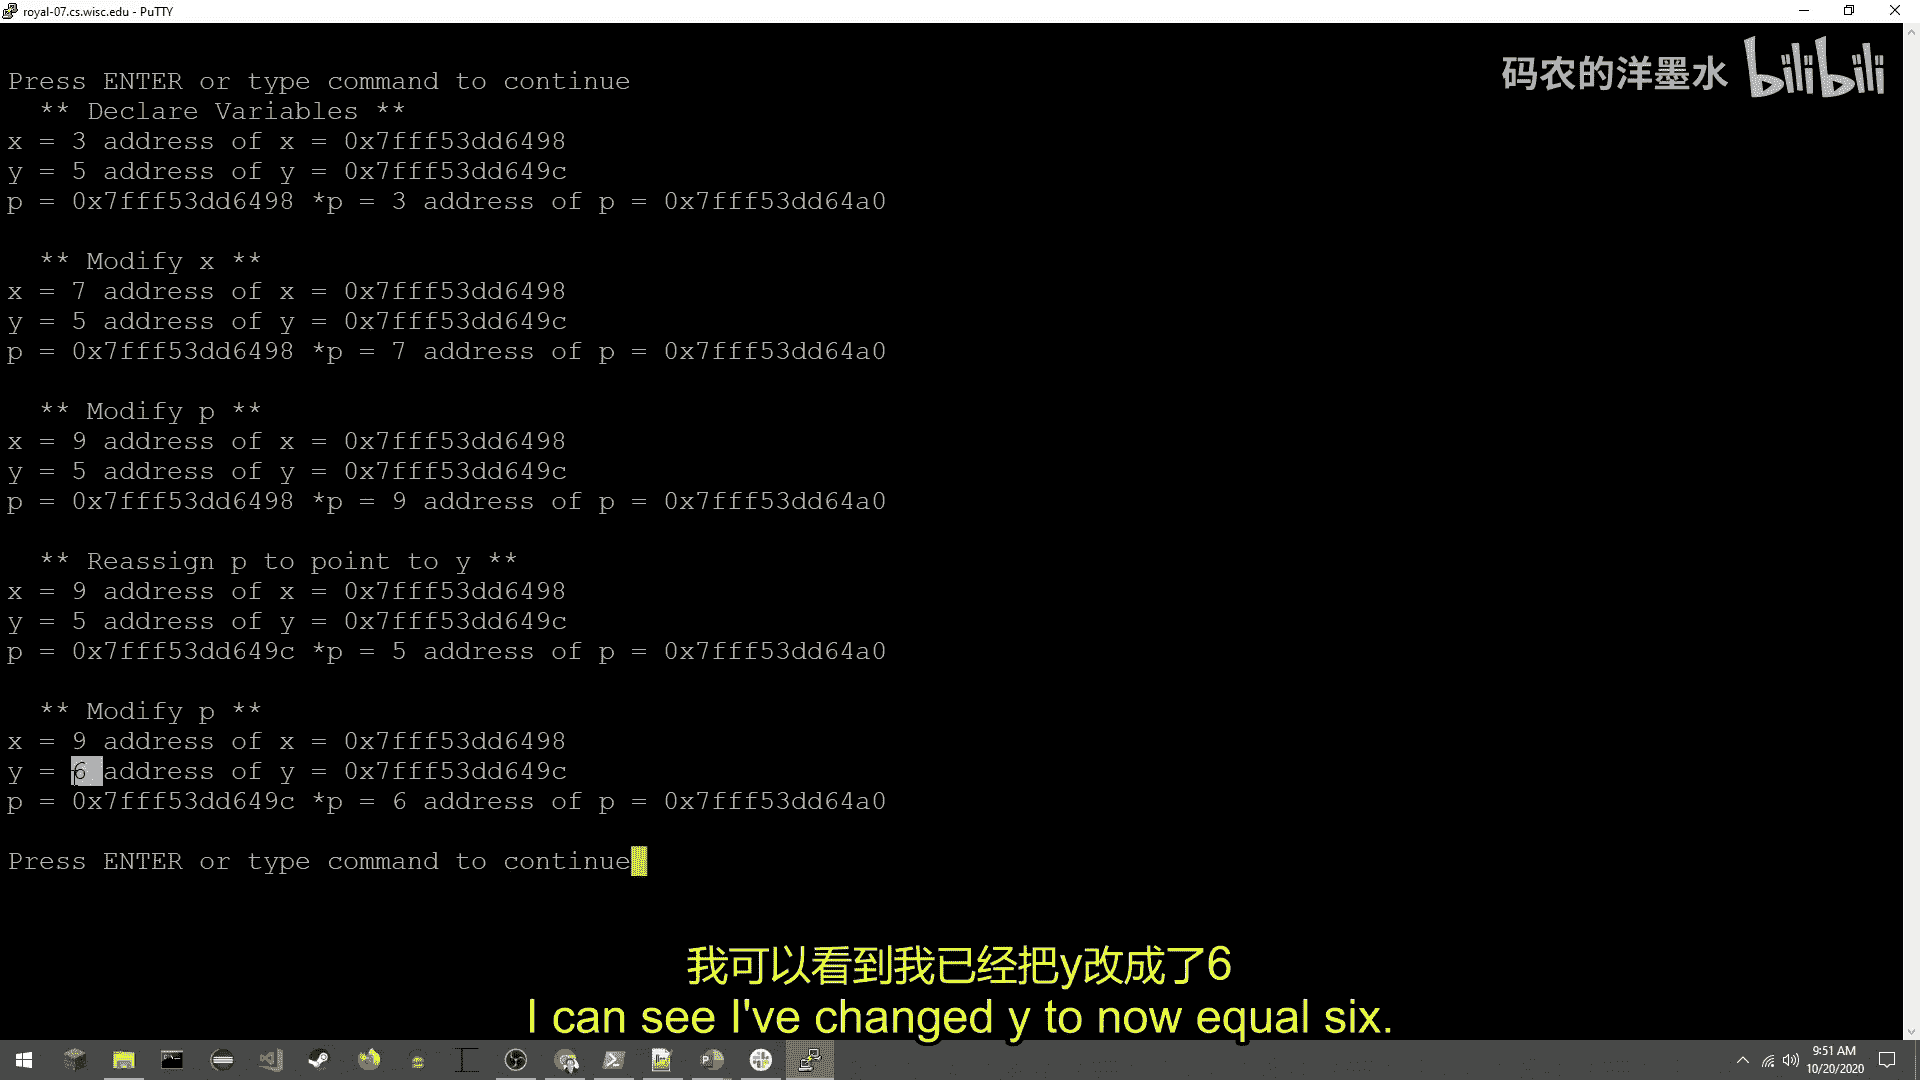 royal-07.cs.wisc.edu - PuTTY
码农的洋墨水 bilibili
Press ENTER or type command to continue
** Declare Variables **
x = 3 address of x = 0x7fff53dd6498
y = 5 address of y = 0x7fff53dd649c
p = 0x7fff53dd6498 *p = 3 address of p = 0x7fff53dd64a0
** Modify x **
x = 7 address of x = 0x7fff53dd6498
y = 5 address of y = 0x7fff53dd649c
p = 0x7fff53dd6498 *p = 7 address of p = 0x7fff53dd64a0
** Modify p **
x = 9 address of x = 0x7fff53dd6498
y = 5 address of y = 0x7fff53dd649c
p = 0x7fff53dd6498 *p = 9 address of p = 0x7fff53dd64a0
** Reassign p to point to y **
x = 9 address of x = 0x7fff53dd6498
y = 5 address of y = 0x7fff53dd649c
p = 0x7fff53dd649c *p = 5 address of p = 0x7fff53dd64a0
** Modify p **
x = 9 address of x = 0x7fff53dd6498
y = 6 address of y = 0x7fff53dd649c
p = 0x7fff53dd649c *p = 6 address of p = 0x7fff53dd64a0
Press ENTER or type command to continue
我可以看到我已经把y改成了6
I can see I've changed y to now equal six.
9:51 AM
10/20/2020